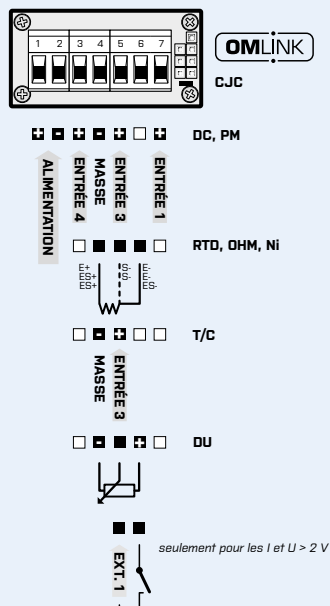 1 2 3 4 5 6 7
OMLINK
CJC
+ - + - + +
DC, PM
ALIMENTATION
ENTRÉE 4
MASSE
ENTRÉE 3
ENTRÉE 1
RTD, OHM, Ni
E+ S- E-
ES+ S- E-
ES+ ES-
- +
T/C
MASSE
ENTRÉE 3
- +
DU
seulement pour les I et U > 2 V
EXT. 1